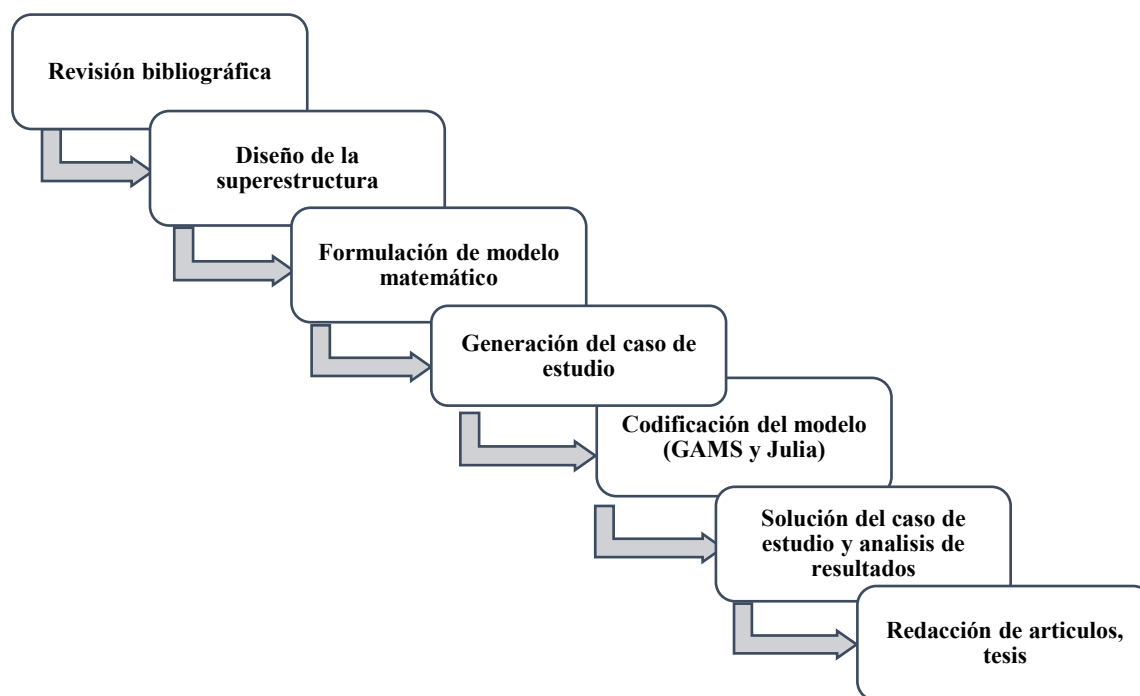 Revisión bibliográfica
Diseño de la
superestructura
Formulación de modelo
matemático
Generación del caso de
estudio
Codificación del modelo
(GAMS y Julia)
Solución del caso de
estudio y analisis de
resultados
Redacción de articulos,
tesis